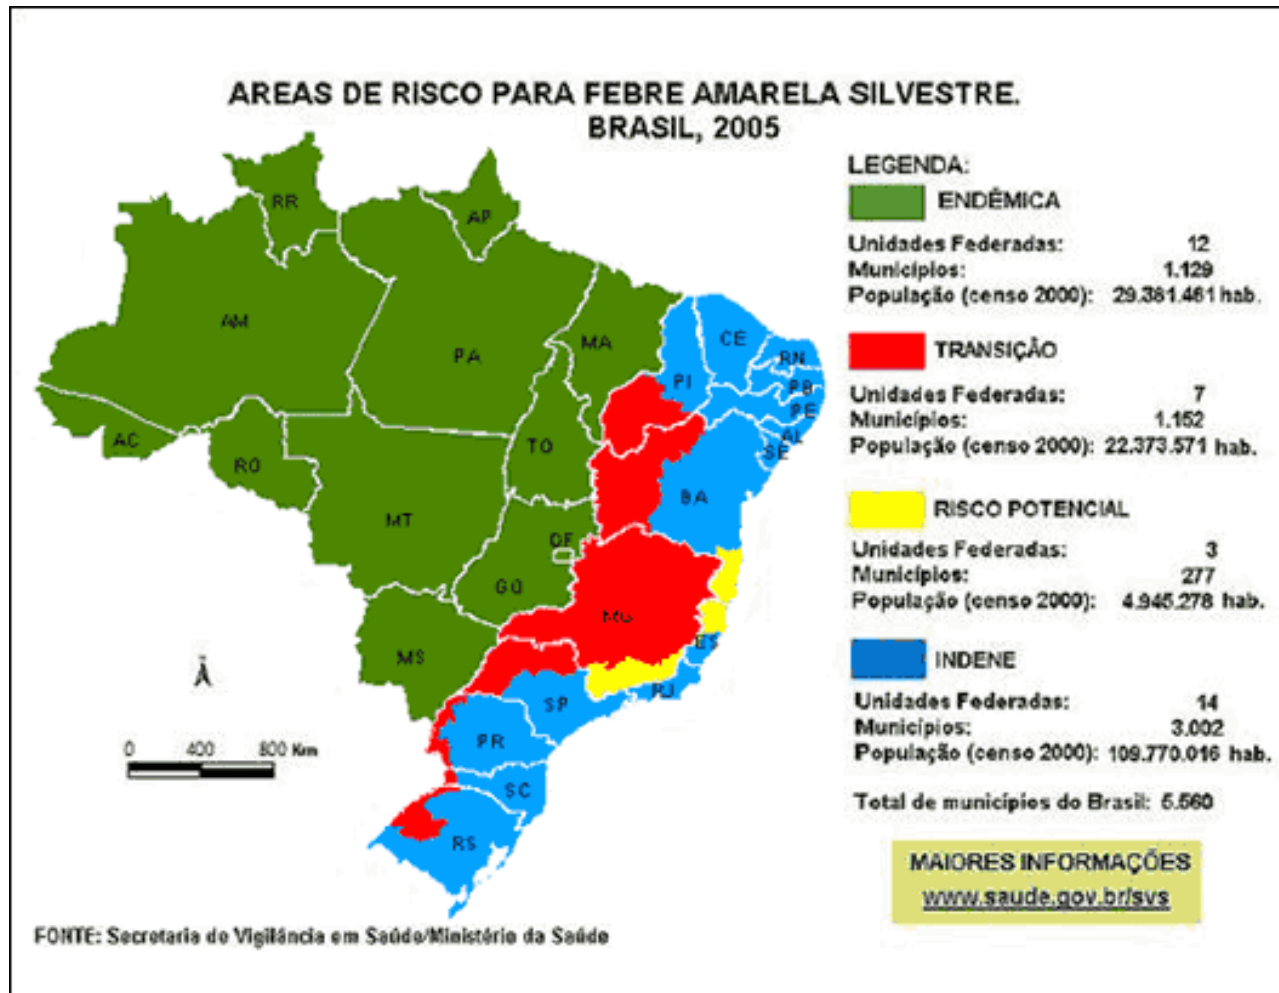 AREAS DE RISCO PARA FEBRE AMARELA SILVESTRE.
BRASIL, 2005
LEGENDA:
ENDÊMICA
Unidades Federadas: 12
Municípios: 1.129
População (censo 2000): 29.381.461 hab.
TRANSIÇÃO
Unidades Federadas: 7
Municípios: 1.152
População (censo 2000): 22.373.571 hab.
RISCO POTENCIAL
Unidades Federadas: 3
Municípios: 277
População (censo 2000): 4.945.278 hab.
INDENE
Unidades Federadas: 14
Municípios: 3.002
População (censo 2000): 109.770.016 hab.
Total de municípios do Brasil: 5.560
MAIORES INFORMAÇÕES
www.saude.gov.br/svs
RR
AP
AM
PA
MA
CE
RN
PI
PB
PE
AL
SE
AC
RO
TO
BA
MT
DF
GO
MG
ES
MS
SP
RJ
PR
SC
RS
N
0 400 800 Km
FONTE: Secretaria de Vigilância em Saúde/Ministério da Saúde